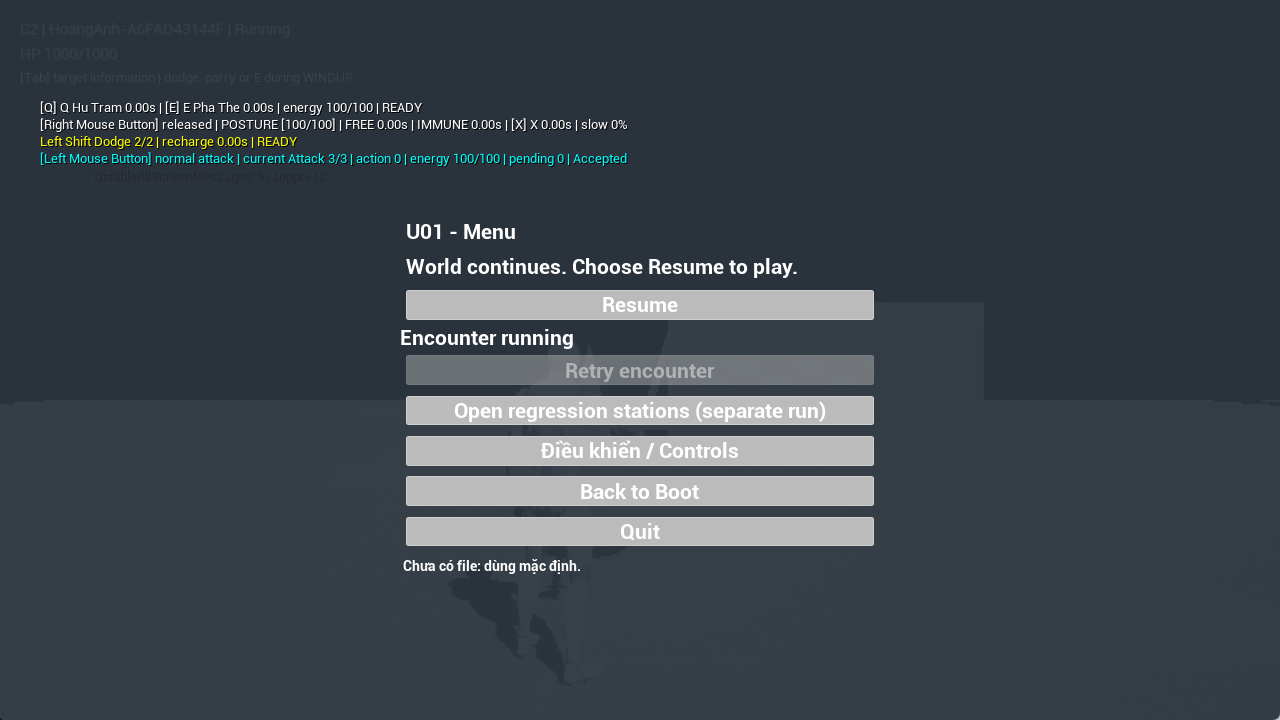 C2 | HoangAnh-A6FAD43144F | Running
HP 1000/1000
[Tab] target information | dodge, parry or E during WINDUP
[Q] Q Hu Tram 0.00s | [E] E Pha The 0.00s | energy 100/100 | READY
[Right Mouse Button] released | POSTURE [100/100] | FREE 0.00s | IMMUNE 0.00s | [X] X 0.00s | slow 0%
Left Shift Dodge 2/2 | recharge 0.00s | READY
[Left Mouse Button] normal attack | current Attack 3/3 | action 0 | energy 100/100 | pending 0 | Accepted
'DisableAllScreenMessages' to suppress
U01 - Menu
World continues. Choose Resume to play.
Resume
Encounter running
Retry encounter
Open regression stations (separate run)
Điều khiển / Controls
Back to Boot
Quit
Chưa có file: dùng mặc định.